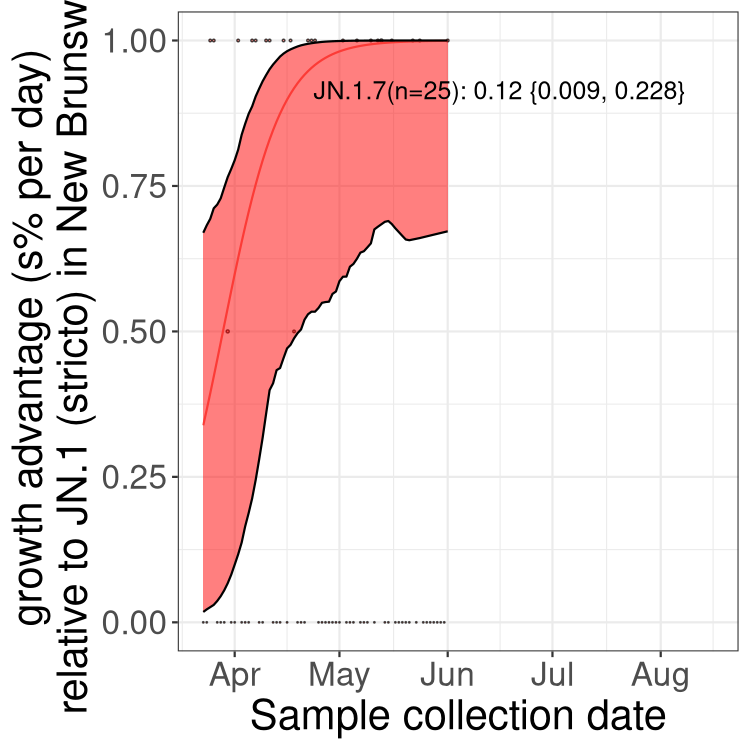 growth advantage (s% per day)
relative to JN.1 (stricto) in New Brunsw
1.00
0.75
0.50
0.25
0.00
JN.1.7(n=25): 0.12 {0.009, 0.228}
Apr May Jun Jul Aug
Sample collection date